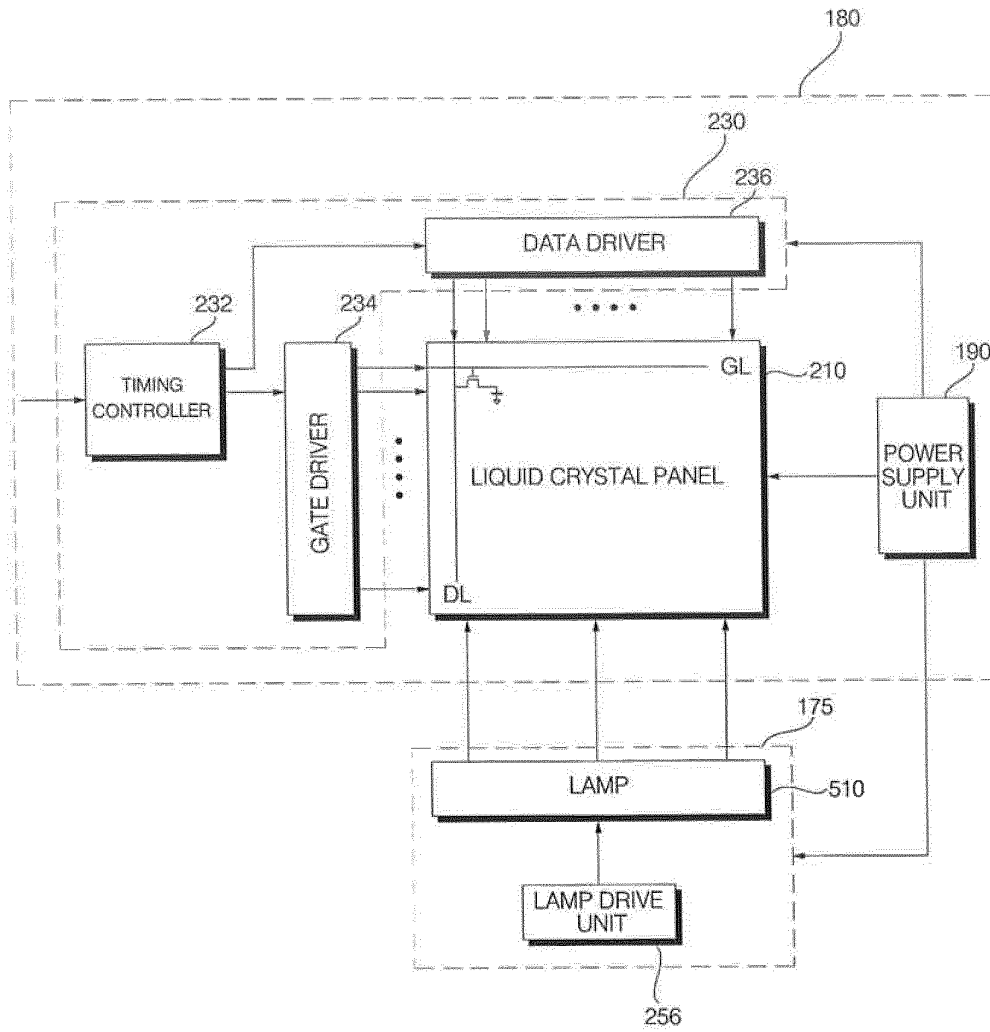 180
230
236
DATA DRIVER
232
234
TIMING
CONTROLLER
GATE DRIVER
GL
210
190
LIQUID CRYSTAL PANEL
POWER
SUPPLY
UNIT
DL
175
LAMP
510
LAMP DRIVE
UNIT
256